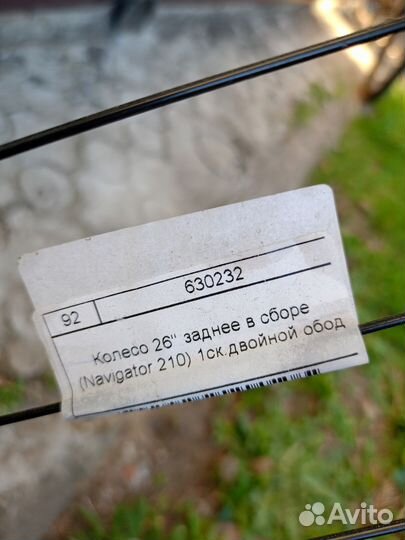 92 630232
Колесо 26" заднее в сборе
(Navigator 210) 1ск.двойной обод
Avito